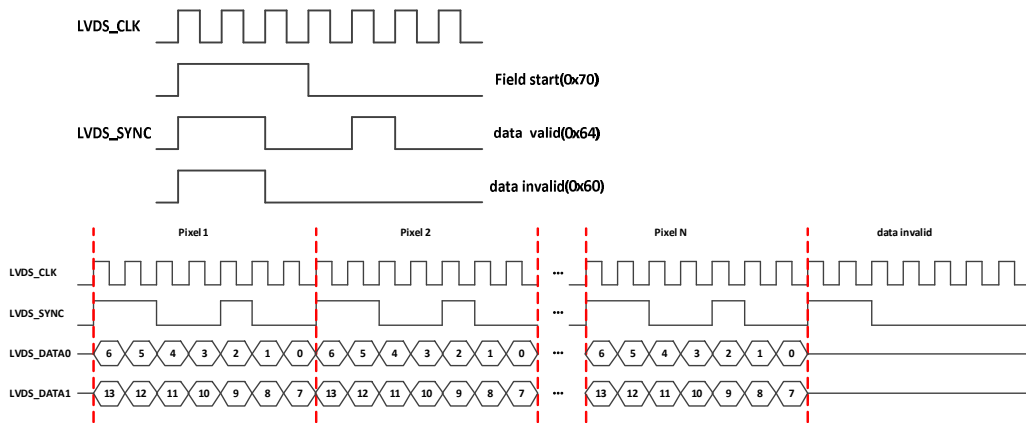 LVDS_CLK
Field start(0x70)
LVDS_SYNC
data valid(0x64)
data invalid(0x60)
Pixel 1 Pixel 2 Pixel N data invalid
LVDS_CLK ... 
LVDS_SYNC ...
LVDS_DATA0 6 5 4 3 2 1 0 6 5 4 3 2 1 0 ... 6 5 4 3 2 1 0
LVDS_DATA1 13 12 11 10 9 8 7 13 12 11 10 9 8 7 ... 13 12 11 10 9 8 7